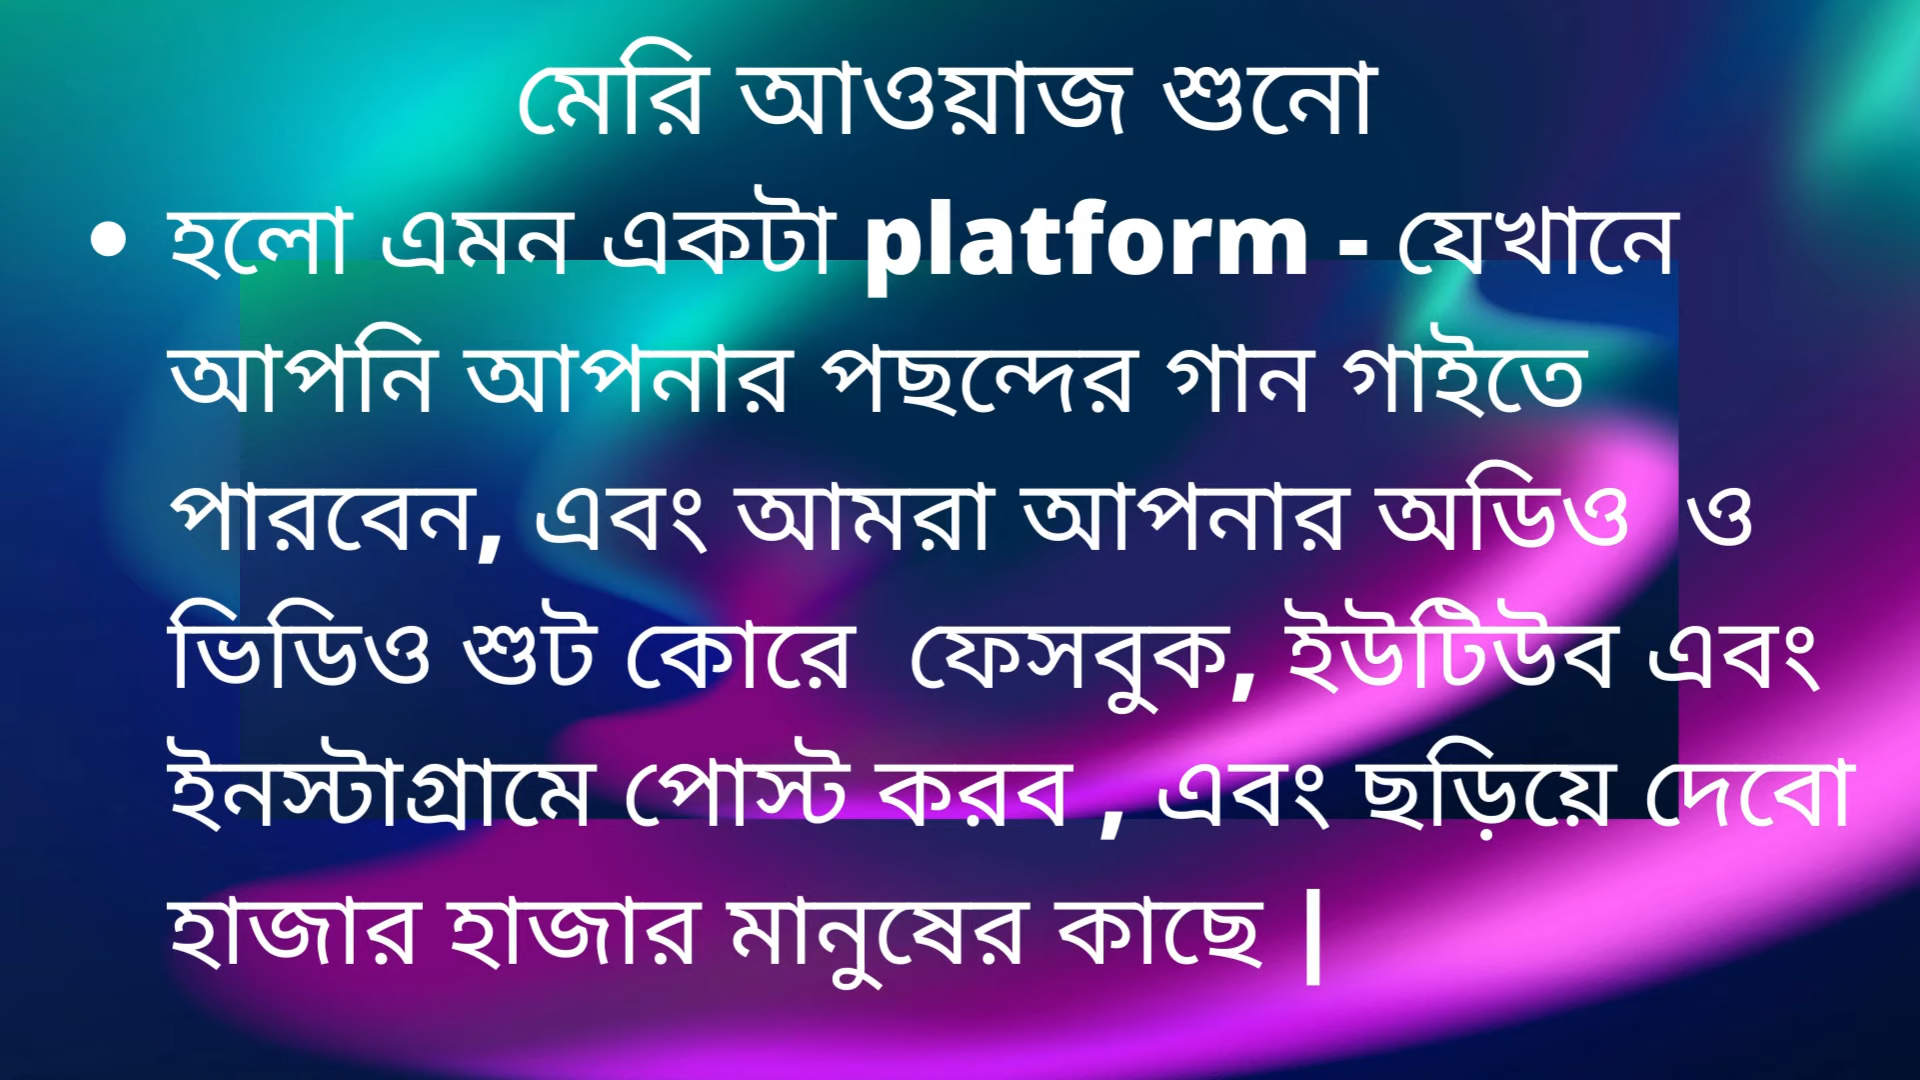 মেরি আওয়াজ শুনো
• হলো এমন একটা platform - যেখানে
আপনি আপনার পছন্দের গান গাইতে
পারবেন, এবং আমরা আপনার অডিও ও
ভিডিও শুট কোরে ফেসবুক, ইউটিউব এবং
ইনস্টাগ্রামে পোস্ট করব , এবং ছড়িয়ে দেবো
হাজার হাজার মানুষের কাছে |